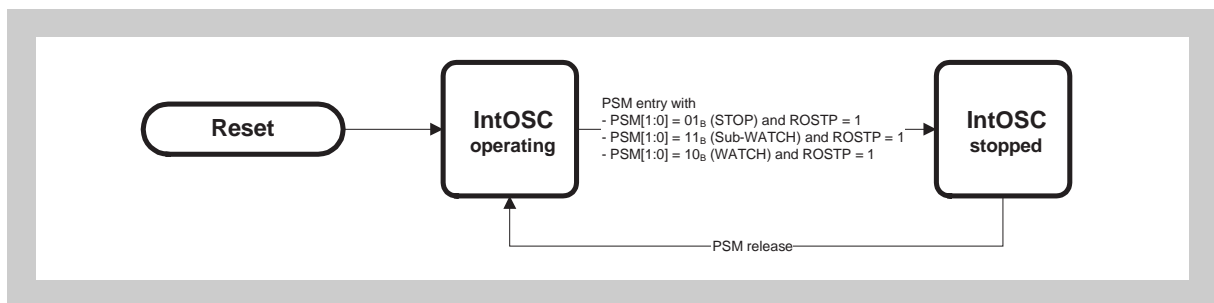 Reset
IntOSC
operating
PSM entry with
- PSM[1:0] = 01B (STOP) and ROSTP = 1
- PSM[1:0] = 11B (Sub-WATCH) and ROSTP = 1
- PSM[1:0] = 10B (WATCH) and ROSTP = 1
IntOSC
stopped
PSM release